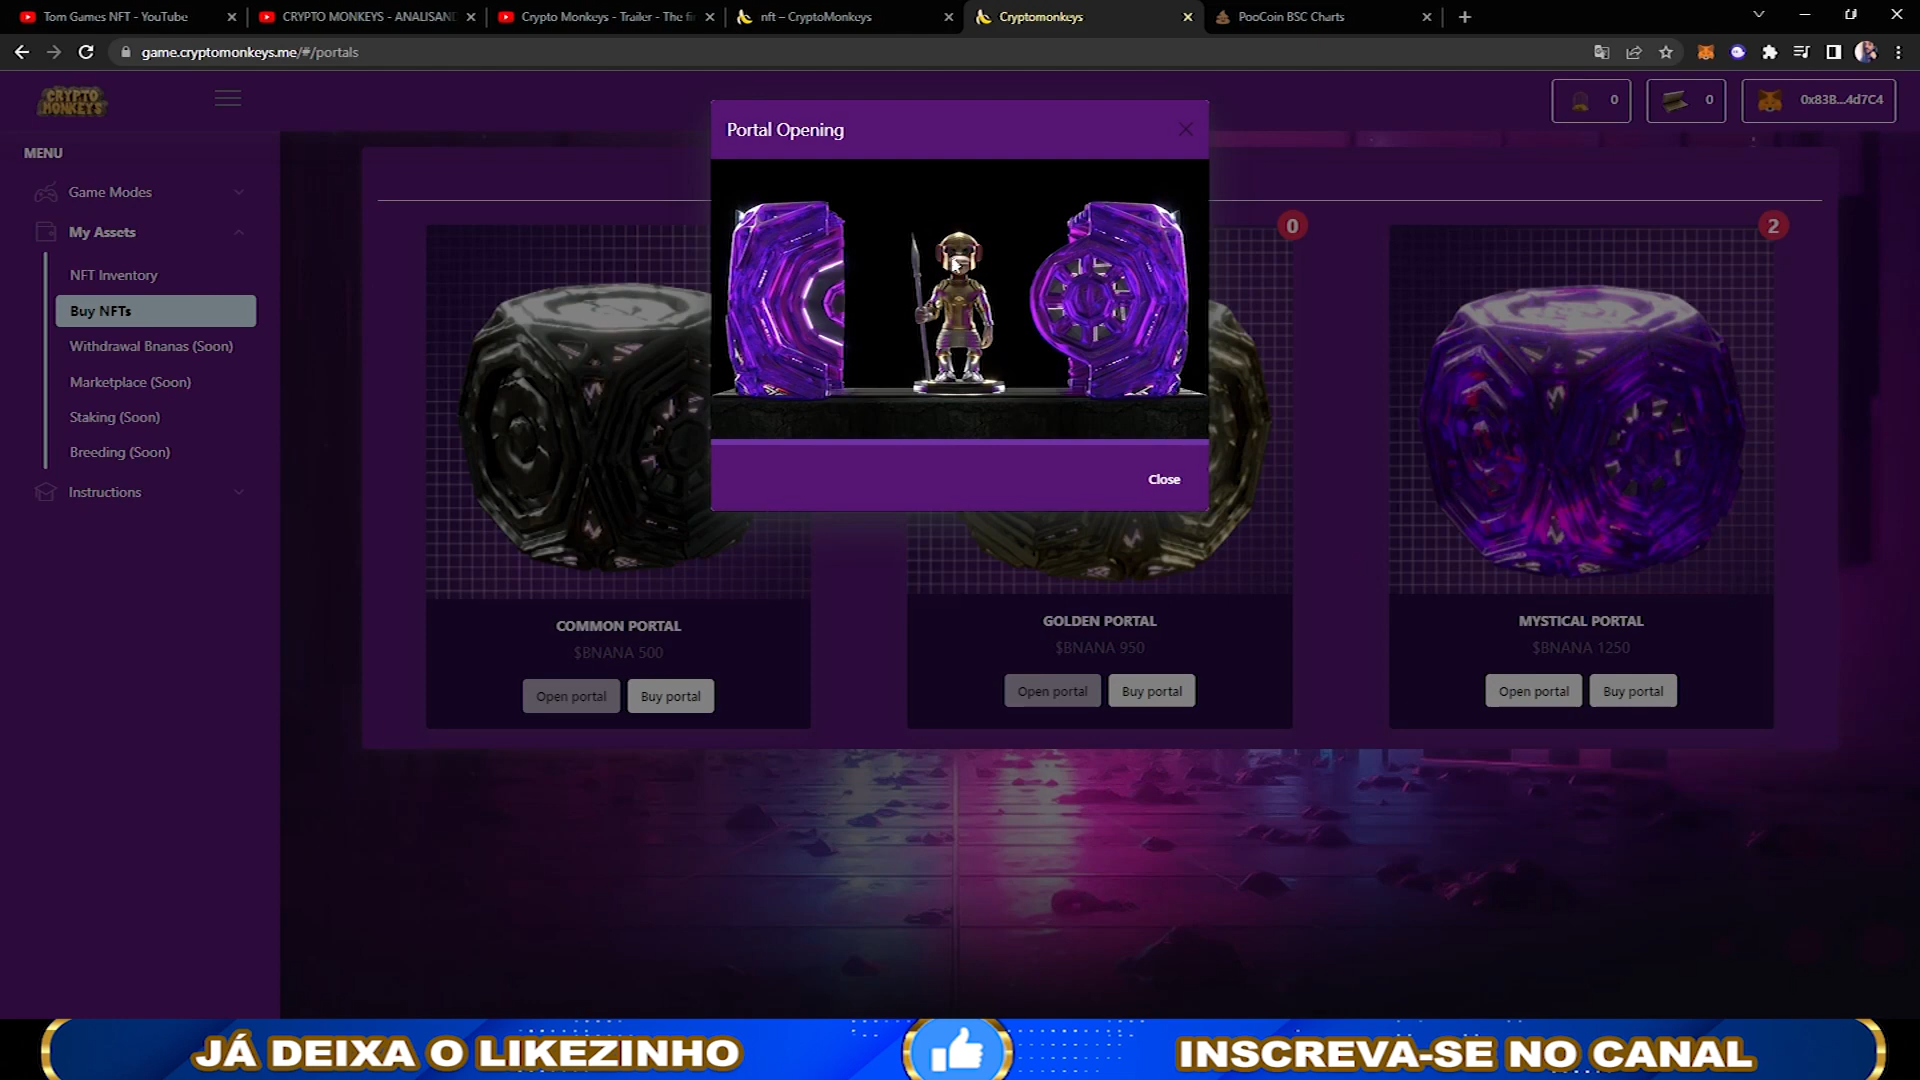 Tom Games NFT - YouTube
CRYPTO MONKEYS - ANALISAND
Crypto Monkeys - Trailer - The fi
nft – CryptoMonkeys
Cryptomonkeys
PooCoin BSC Charts
game.cryptomonkeys.me/#/portals
CRYPTO
MONKEYS
0
0
0x83B...4d7C4
MENU
Game Modes
My Assets
NFT Inventory
Buy NFTs
Withdrawal Bnanas (Soon)
Marketplace (Soon)
Staking (Soon)
Breeding (Soon)
Instructions
Portal Opening
Close
0
2
COMMON PORTAL
$BNANA 500
Open portal
Buy portal
GOLDEN PORTAL
$BNANA 950
Open portal
Buy portal
MYSTICAL PORTAL
$BNANA 1250
Open portal
Buy portal
JÁ DEIXA O LIKEZINHO
INSCREVA-SE NO CANAL